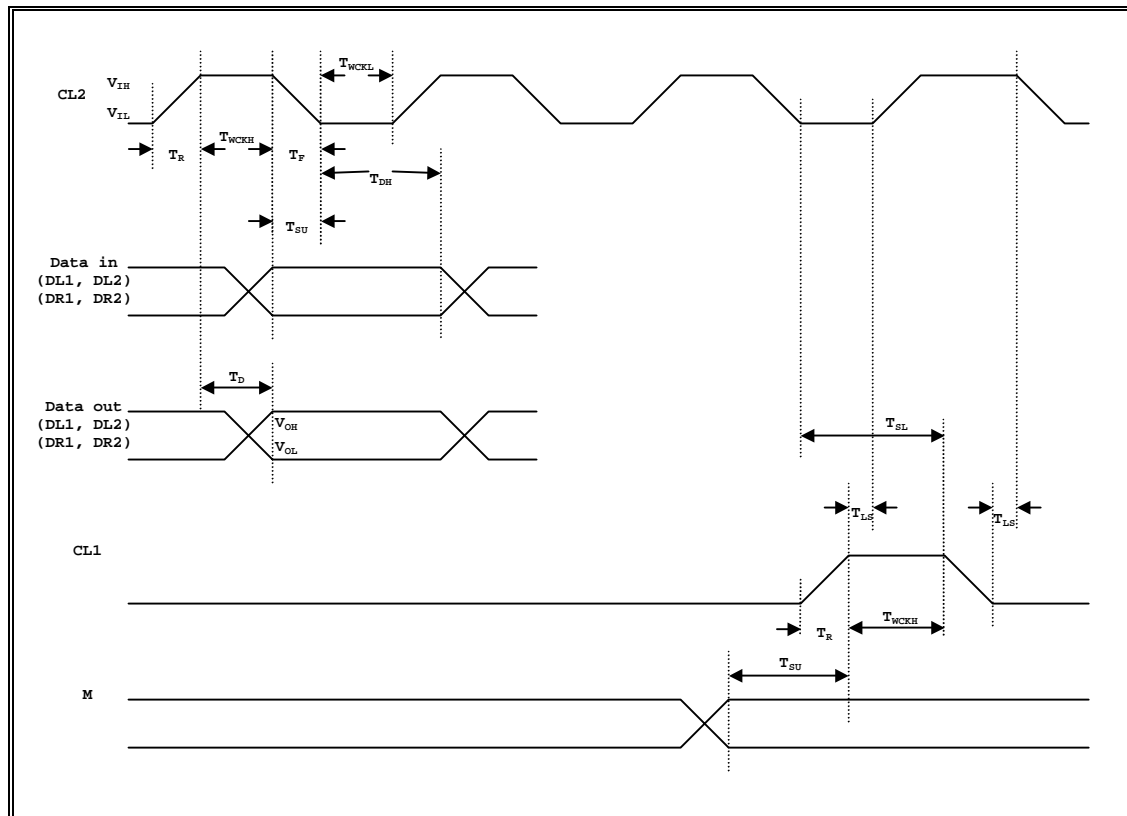 T_WCKL
V_IH
CL2
V_IL
T_WCKH
T_R
T_F
T_DH
T_SU
Data in
(DL1, DL2)
(DR1, DR2)
T_D
Data out
(DL1, DL2)
(DR1, DR2)
V_OH
V_OL
T_SL
T_LS
T_LS
CL1
T_R
T_WCKH
T_SU
M